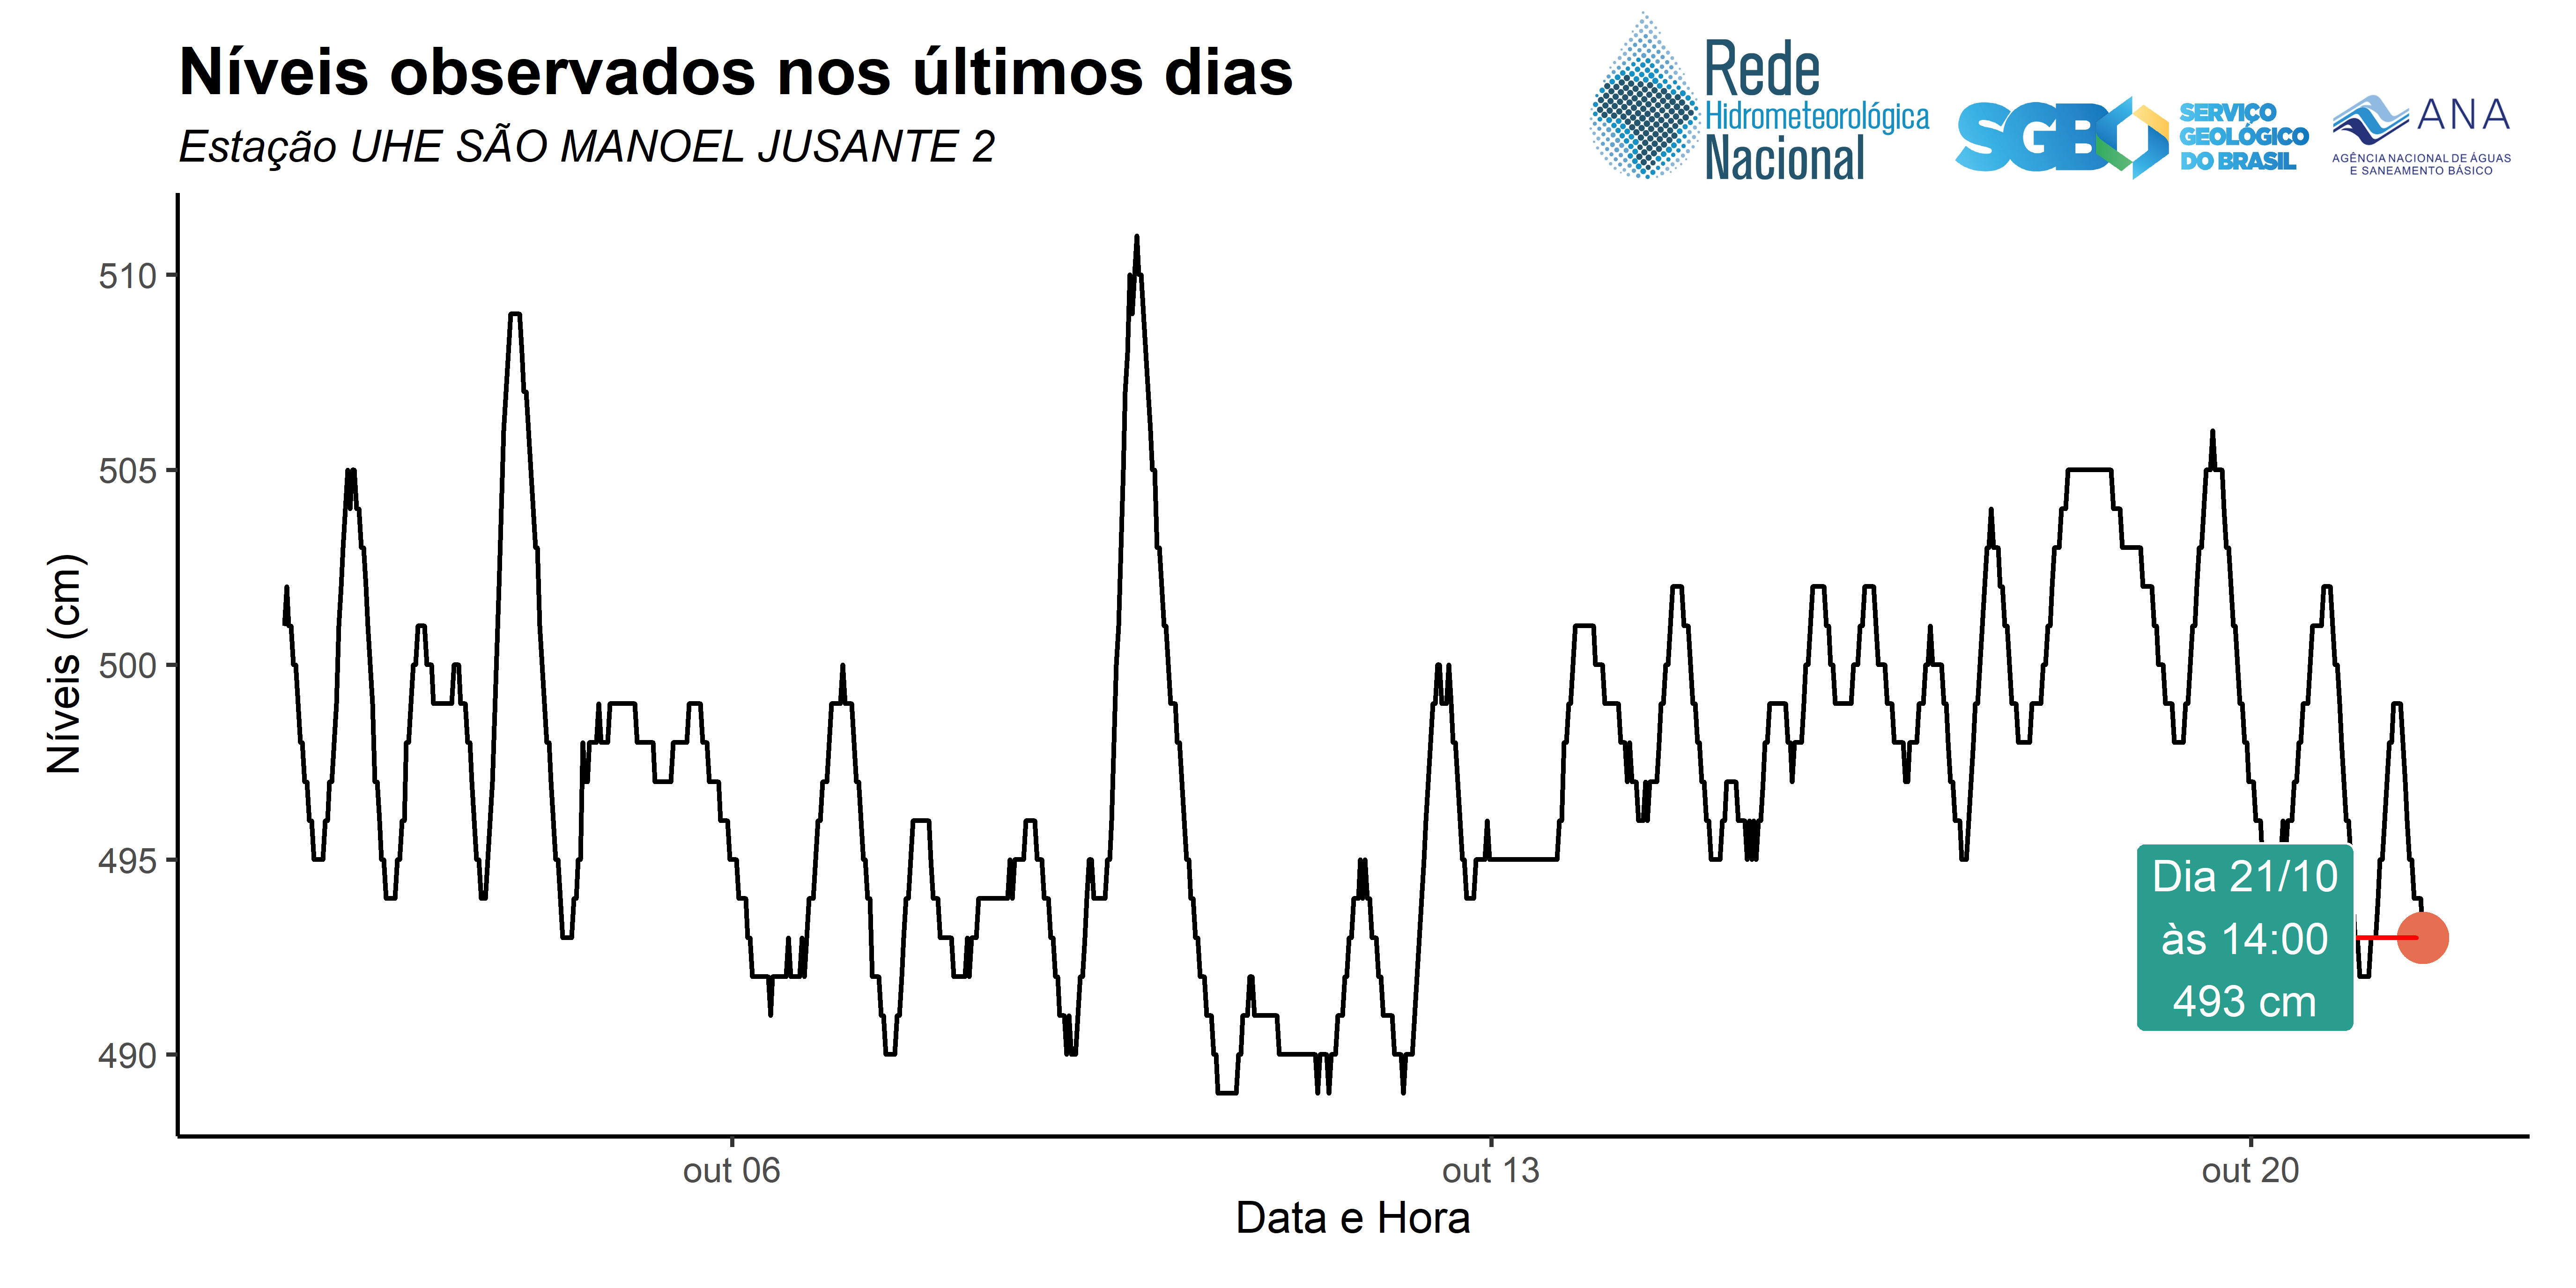 Níveis observados nos últimos dias
Estação UHE SÃO MANOEL JUSANTE 2
Rede
Hidrometeorológica
Nacional
SGB
SERVIÇO
GEOLÓGICO
DO BRASIL
ANA
AGÊNCIA NACIONAL DE ÁGUAS
E SANEAMENTO BÁSICO
Níveis (cm)
510
505
500
495
490
Dia 21/10
às 14:00
493 cm
out 06
out 13
out 20
Data e Hora